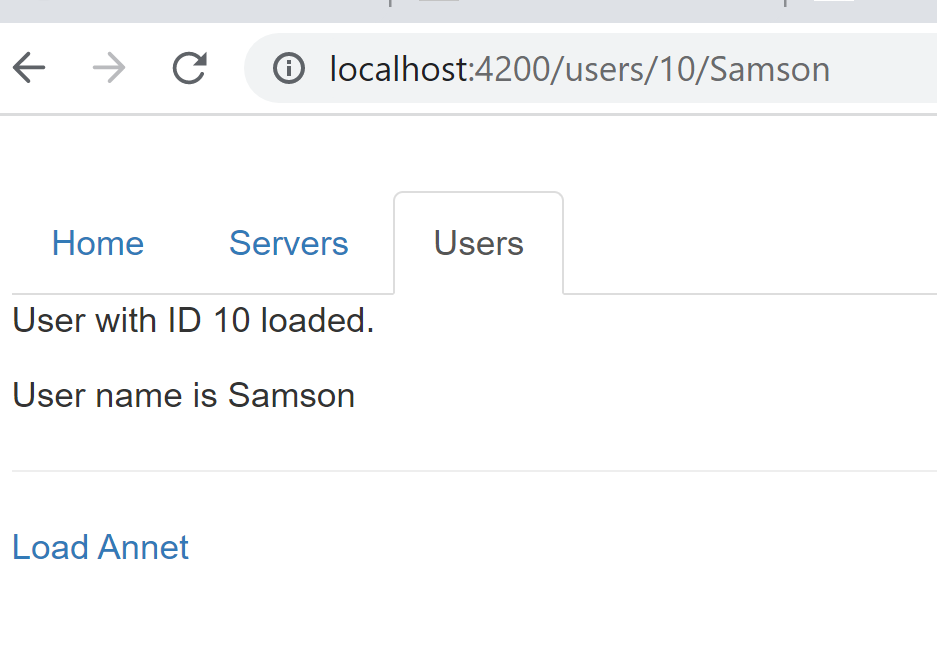 localhost:4200/users/10/Samson
Home Servers Users
User with ID 10 loaded.
User name is Samson
Load Annet